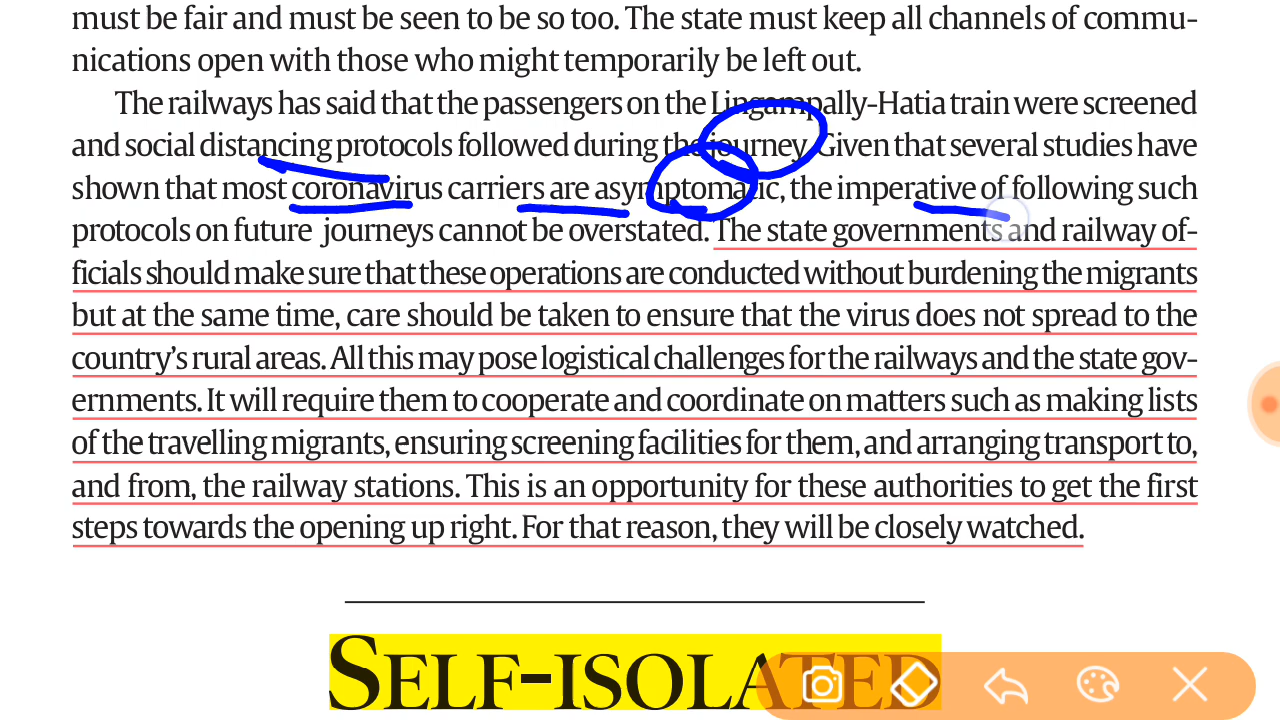 must be fair and must be seen to be so too. The state must keep all channels of commu-
nications open with those who might temporarily be left out.
The railways has said that the passengers on the Lingampally-Hatia train were screened
and social distancing protocols followed during the journey. Given that several studies have
shown that most coronavirus carriers are asymptomatic, the imperative of following such
protocols on future journeys cannot be overstated. The state governments and railway of-
ficials should make sure that these operations are conducted without burdening the migrants
but at the same time, care should be taken to ensure that the virus does not spread to the
country's rural areas. All this may pose logistical challenges for the railways and the state gov-
ernments. It will require them to cooperate and coordinate on matters such as making lists
of the travelling migrants, ensuring screening facilities for them, and arranging transport to,
and from, the railway stations. This is an opportunity for these authorities to get the first
steps towards the opening up right. For that reason, they will be closely watched.
SELF-ISOLATED